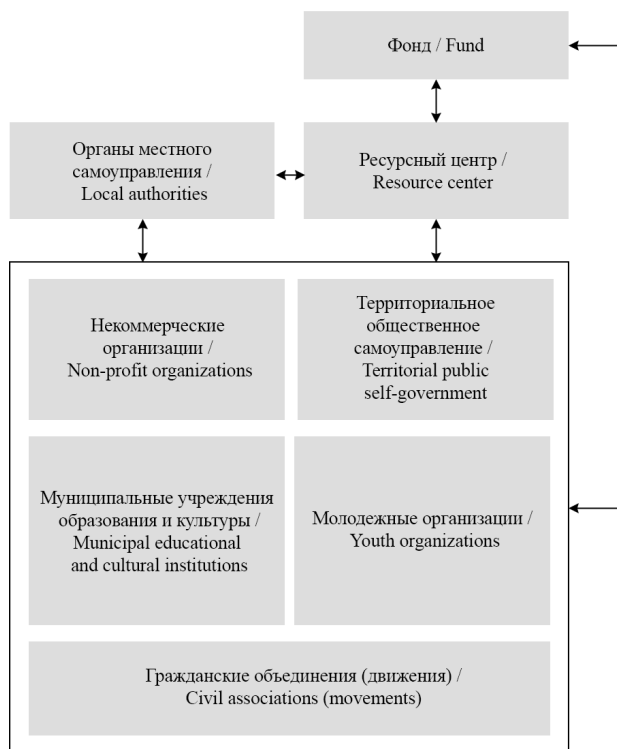 Фонд / Fund
Органы местного
самоуправления /
Local authorities
Ресурсный центр /
Resource center
Некоммерческие
организации /
Non-profit organizations
Территориальное
общественное
самоуправление /
Territorial public
self-government
Муниципальные учреждения
образования и культуры /
Municipal educational
and cultural institutions
Молодежные организации /
Youth organizations
Гражданские объединения (движения) /
Civil associations (movements)